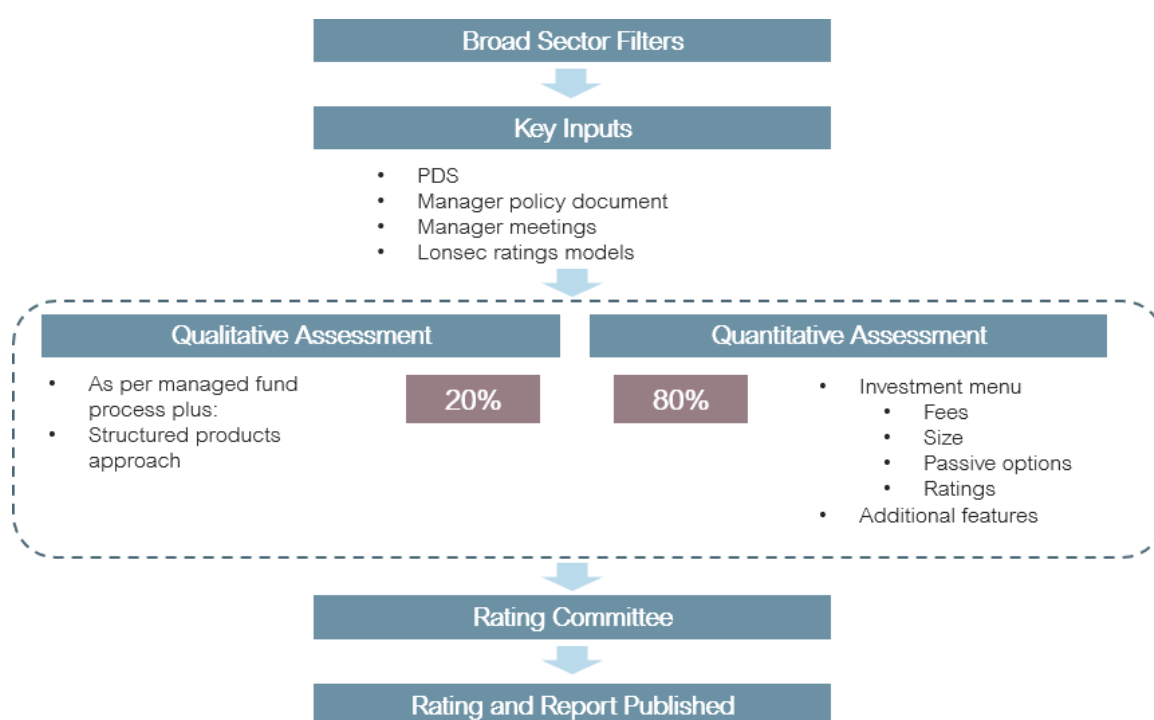 Broad Sector Filters
Key Inputs
• PDS
• Manager policy document
• Manager meetings
• Lonsec ratings models
Qualitative Assessment
• As per managed fund
process plus:
• Structured products
approach
20%
Quantitative Assessment
80%
• Investment menu
• Fees
• Size
• Passive options
• Ratings
• Additional features
Rating Committee
Rating and Report Published